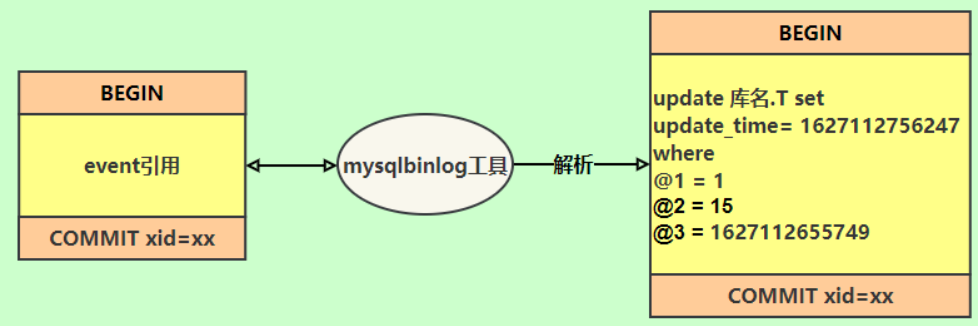 BEGIN
event引用
COMMIT xid=xx
mysqlbinlog工具
解析
BEGIN
update 库名.T set
update_time= 1627112756247
where
@1 = 1
@2 = 15
@3 = 1627112655749
COMMIT xid=xx